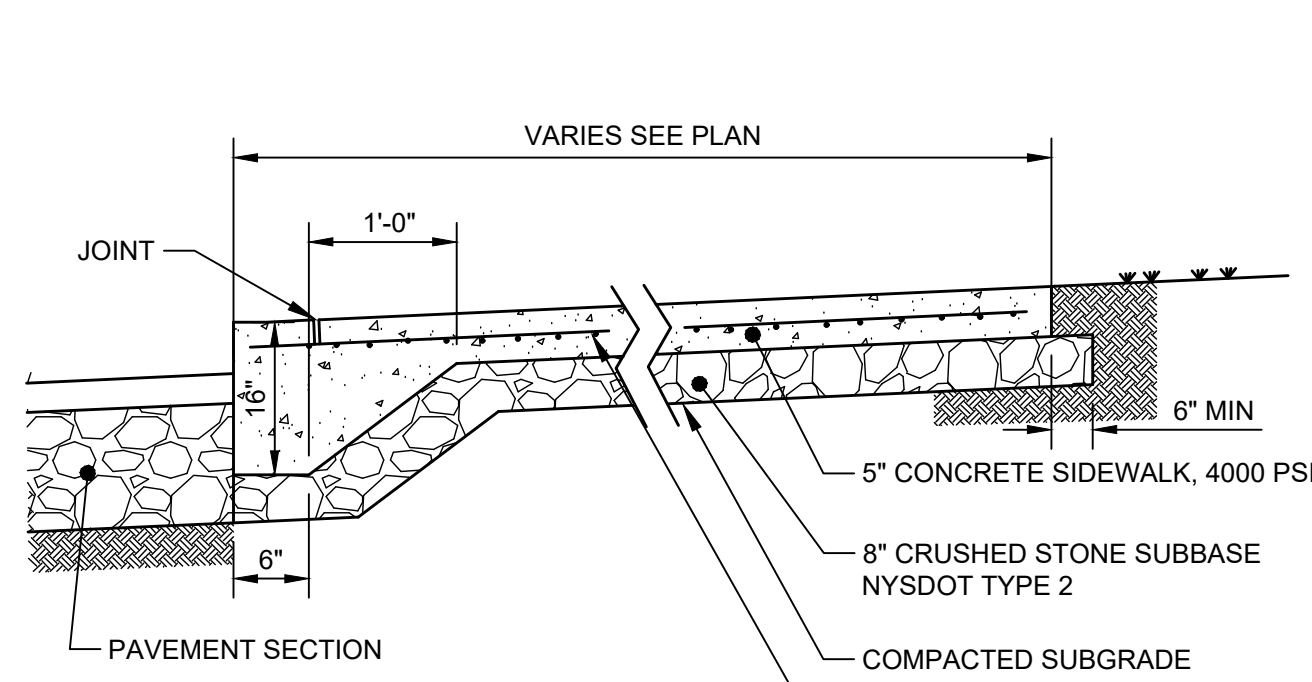 VARIES SEE PLAN
1'-0"
JOINT
16"
6" MIN
5" CONCRETE SIDEWALK, 4000 PSI
8" CRUSHED STONE SUBBASE
NYSDOT TYPE 2
6"
PAVEMENT SECTION
COMPACTED SUBGRADE